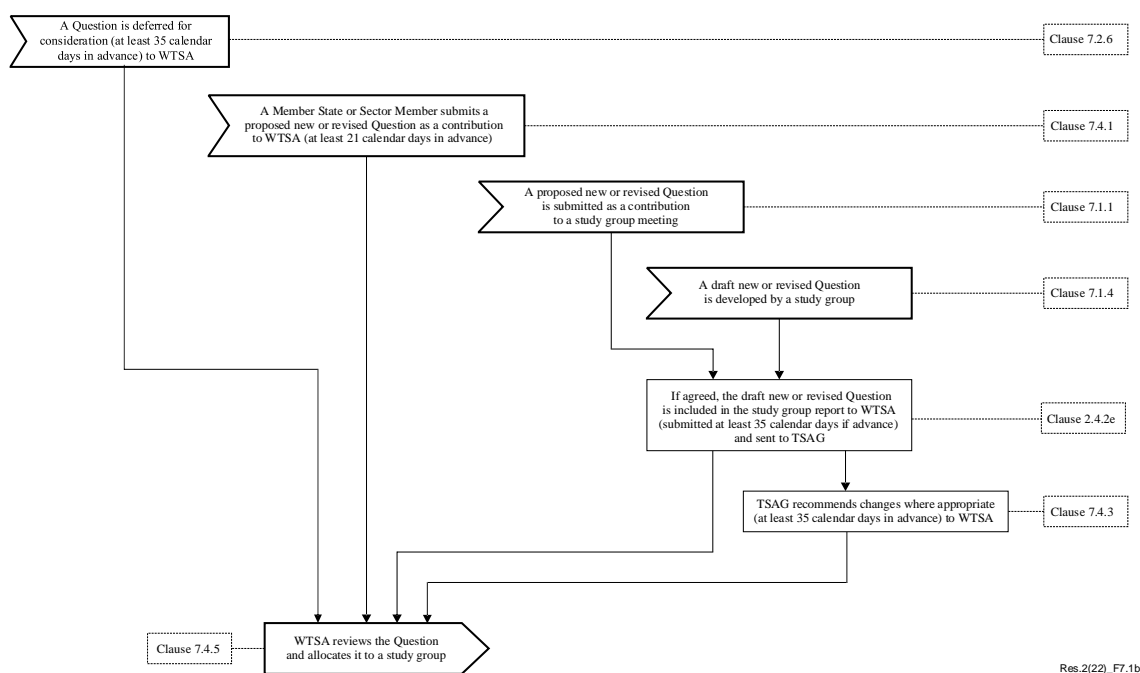 A Question is deferred for
consideration (at least 35 calendar
days in advance) to WTSA
Clause 7.2.6
A Member State or Sector Member submits a
proposed new or revised Question as a contribution
to WTSA (at least 21 calendar days in advance)
Clause 7.4.1
A proposed new or revised Question
is submitted as a contribution
to a study group meeting
Clause 7.1.1
A draft new or revised Question
is developed by a study group
Clause 7.1.4
If agreed, the draft new or revised Question
is included in the study group report to WTSA
(submitted at least 35 calendar days if advance)
and sent to TSAG
Clause 2.4.2e
TSAG recommends changes where appropriate
(at least 35 calendar days in advance) to WTSA
Clause 7.4.3
Clause 7.4.5
WTSA reviews the Question
and allocates it to a study group
Res.2(22)_F7.1b